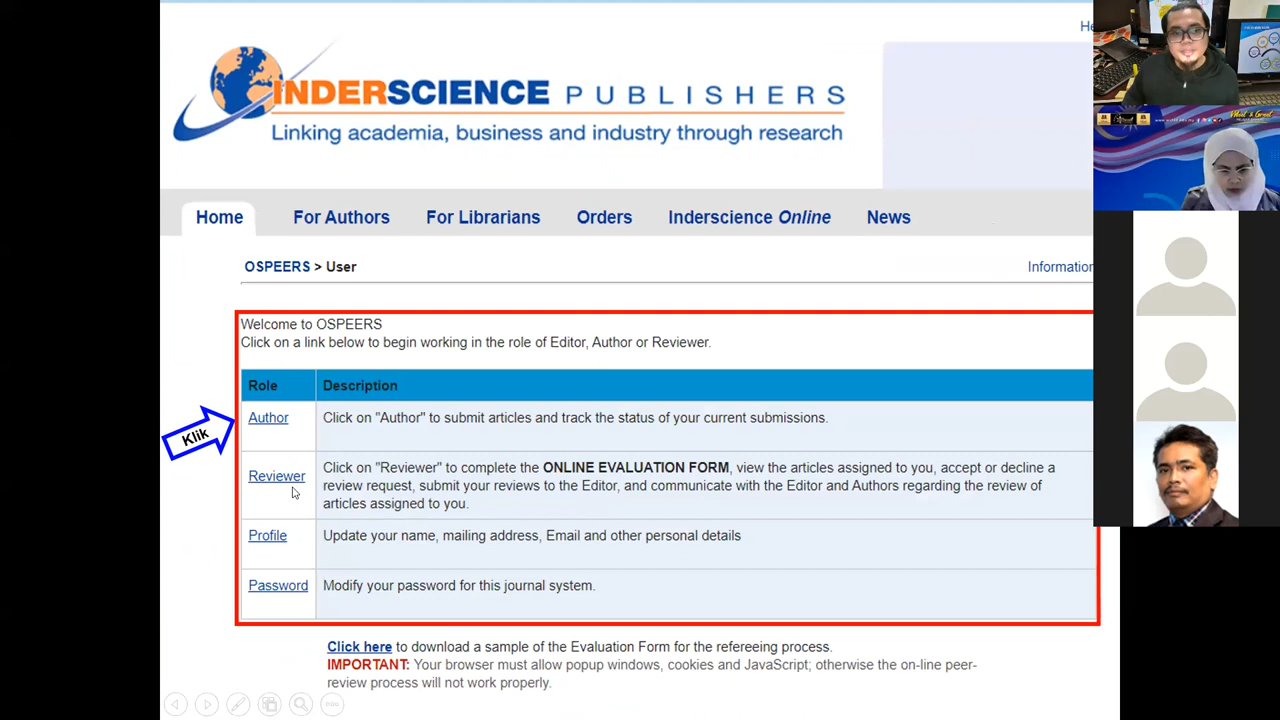 He
INDERSCIENCE PUBLISHERS
Linking academia, business and industry through research
Home For Authors For Librarians Orders Inderscience Online News
OSPEERS > User
Information
Welcome to OSPEERS
Click on a link below to begin working in the role of Editor, Author or Reviewer.
Role Description
Klik
Author Click on "Author" to submit articles and track the status of your current submissions.
Reviewer Click on "Reviewer" to complete the ONLINE EVALUATION FORM, view the articles assigned to you, accept or decline a
review request, submit your reviews to the Editor, and communicate with the Editor and Authors regarding the review of
articles assigned to you.
Profile Update your name, mailing address, Email and other personal details
Password Modify your password for this journal system.
Click here to download a sample of the Evaluation Form for the refereeing process.
IMPORTANT: Your browser must allow popup windows, cookies and JavaScript; otherwise the on-line peer-
review process will not work properly.